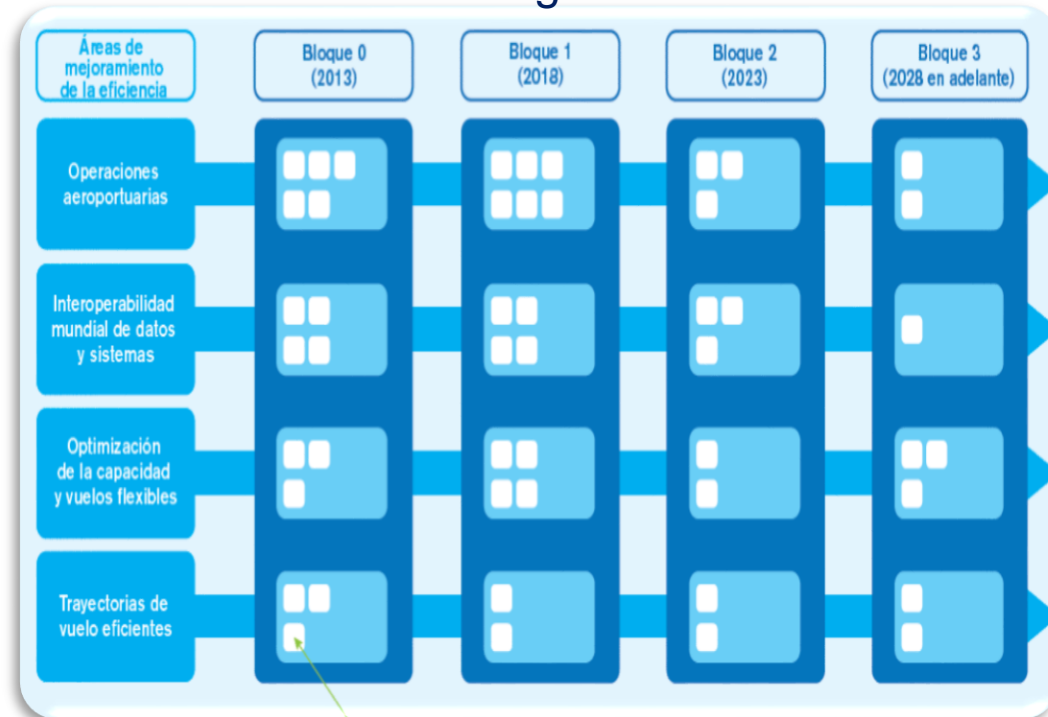 Áreas de
mejoramiento
de la eficiencia
Bloque 0
(2013)
Bloque 1
(2018)
Bloque 2
(2023)
Bloque 3
(2028 en adelante)
Operaciones
aeroportuarias
Interoperabilidad
mundial de datos
y sistemas
Optimización
de la capacidad
y vuelos flexibles
Trayectorias de
vuelo eficientes